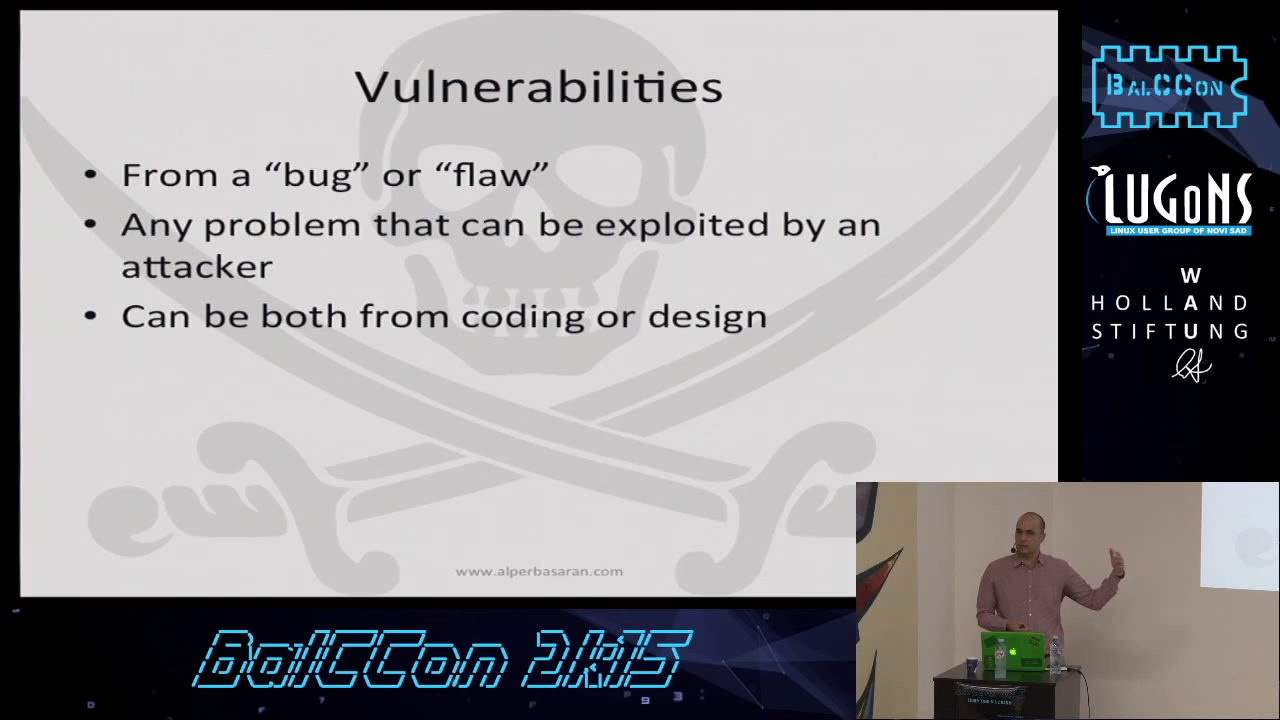 Vulnerabilities
• From a “bug” or “flaw”
• Any problem that can be exploited by an
attacker
• Can be both from coding or design
www.alperbasaran.com
BALCCON
LUGONS
LINUX USER GROUP OF NOVI SAD
W
HOLLAND
A
STIFTUNG
BalCCon 2k15